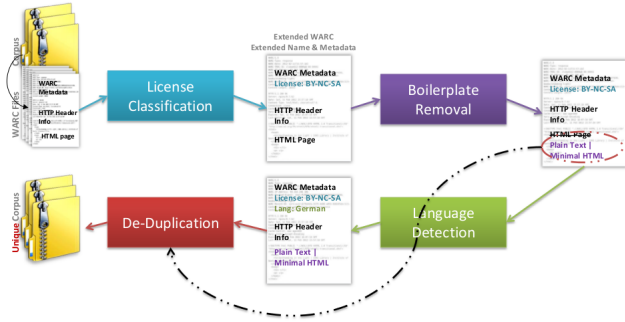 Extended WARC
Extended Name & Metadata
Corpus
WARC Files
WARC
Metadata
HTTP Header
Info
HTML page
License
Classification
WARC Metadata
License: BY-NC-SA
HTTP Header
Info
HTML Page
Boilerplate
Removal
WARC Metadata
License: BY-NC-SA
HTTP Header
Info
HTML Page
Plain Text |
Minimal HTML
Unique Corpus
De-Duplication
WARC Metadata
License: BY-NC-SA
Lang: German
HTTP Header
Info
Plain Text |
Minimal HTML
Language
Detection